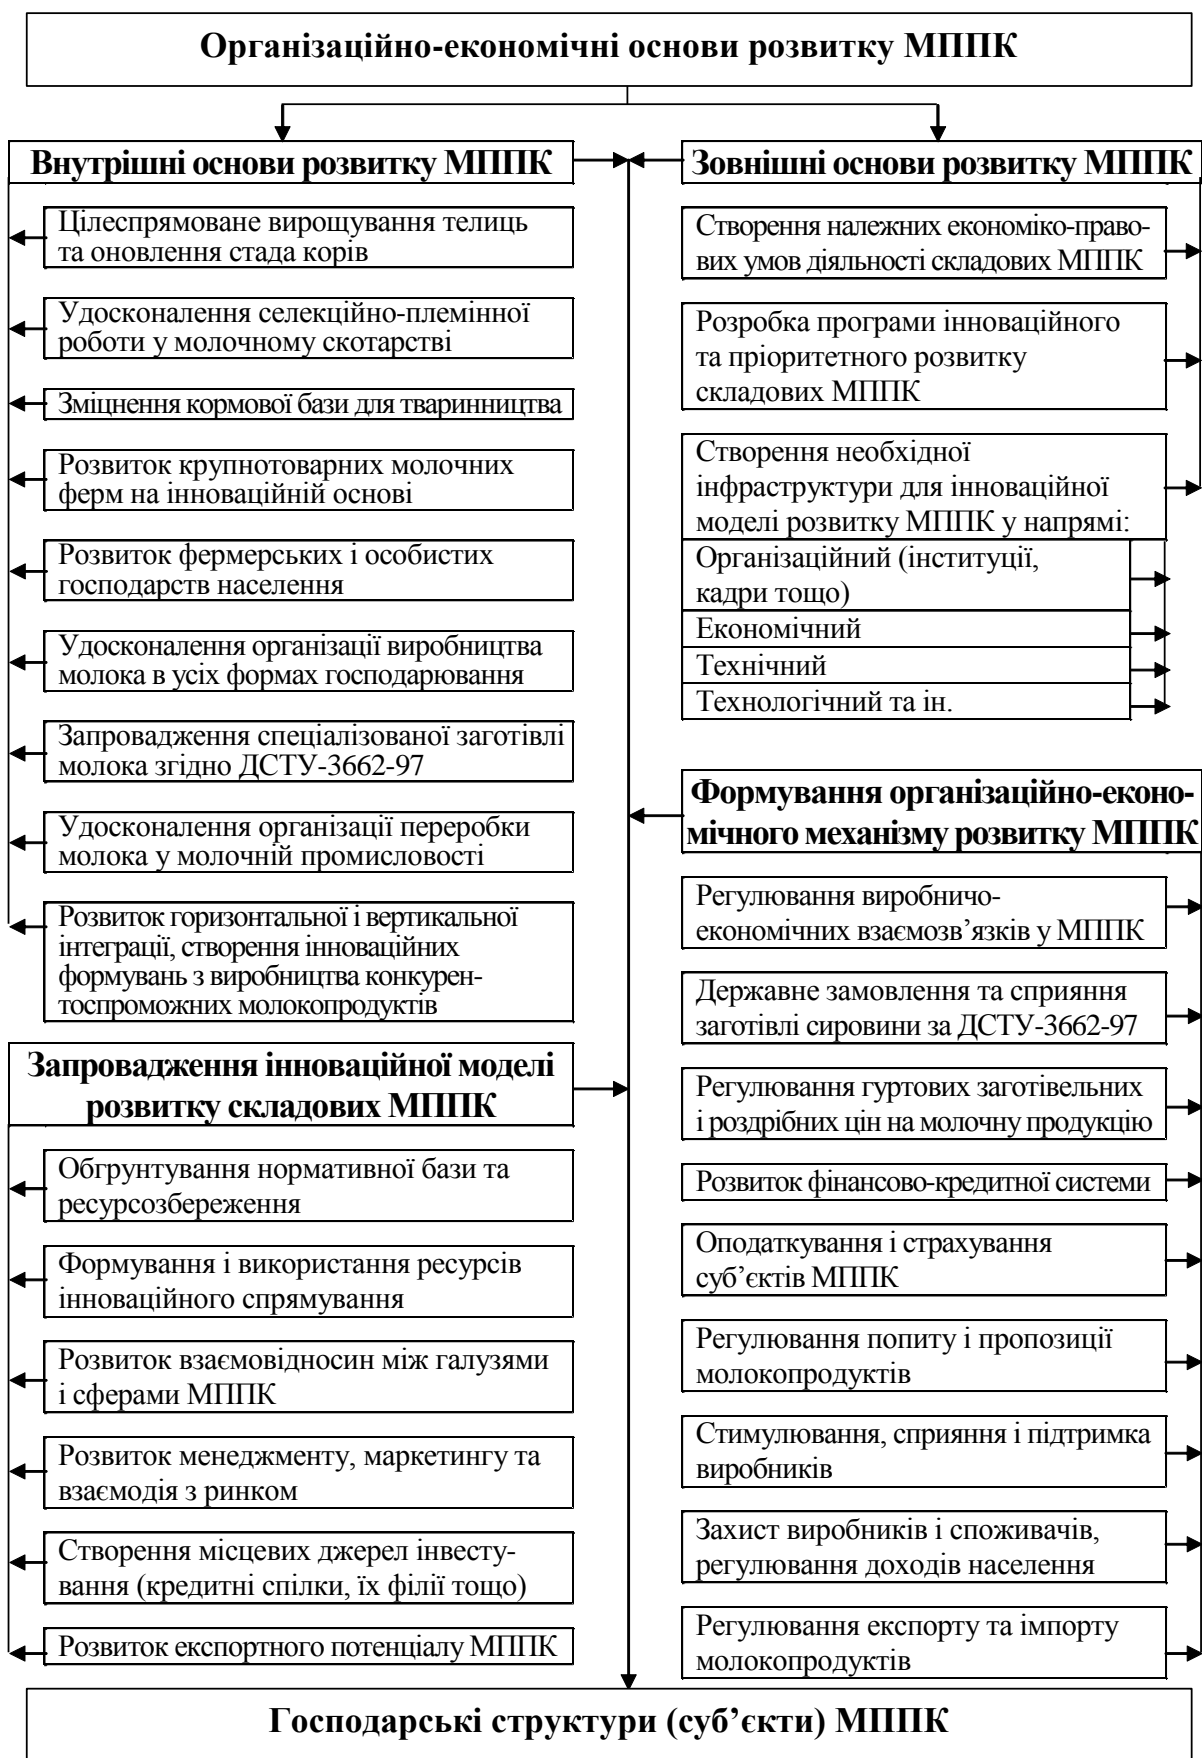 Організаційно-економічні основи розвитку МППК
Внутрішні основи розвитку МППК
Цілеспрямоване вирощування телиць
та оновлення стада корів
Удосконалення селекційно-племінної
роботи у молочному скотарстві
Зміцнення кормової бази для тваринництва
Розвиток крупнотоварних молочних
ферм на інноваційній основі
Розвиток фермерських і особистих
господарств населення
Удосконалення організації виробництва
молока в усіх формах господарювання
Запровадження спеціалізованої заготівлі
молока згідно ДСТУ-3662-97
Удосконалення організації переробки
молока у молочній промисловості
Розвиток горизонтальної і вертикальної
інтеграції, створення інноваційних
формувань з виробництва конкурен-
тоспроможних молокопродуктів
Запровадження інноваційної моделі
розвитку складових МППК
Обгрунтування нормативної бази та
ресурсозбереження
Формування і використання ресурсів
інноваційного спрямування
Розвиток взаємовідносин між галузями
і сферами МППК
Розвиток менеджменту, маркетингу та
взаємодія з ринком
Створення місцевих джерел інвесту-
вання (кредитні спілки, їх філії тощо)
Розвиток експортного потенціалу МППК
Зовнішні основи розвитку МППК
Створення належних економіко-право-
вих умов діяльності складових МППК
Розробка програми інноваційного
та пріоритетного розвитку
складових МППК
Створення необхідної
інфраструктури для інноваційної
моделі розвитку МППК у напрямі:
Організаційний (інституції,
кадри тощо)
Економічний
Технічний
Технологічний та ін.
Формування організаційно-еконо-
мічного механізму розвитку МППК
Регулювання виробничо-
економічних взаємозв’язків у МППК
Державне замовлення та сприяння
заготівлі сировини за ДСТУ-3662-97
Регулювання гуртових заготівельних
і роздрібних цін на молочну продукцію
Розвиток фінансово-кредитної системи
Оподаткування і страхування
суб’єктів МППК
Регулювання попиту і пропозиції
молокопродуктів
Стимулювання, сприяння і підтримка
виробників
Захист виробників і споживачів,
регулювання доходів населення
Регулювання експорту та імпорту
молокопродуктів
Господарські структури (суб’єкти) МППК